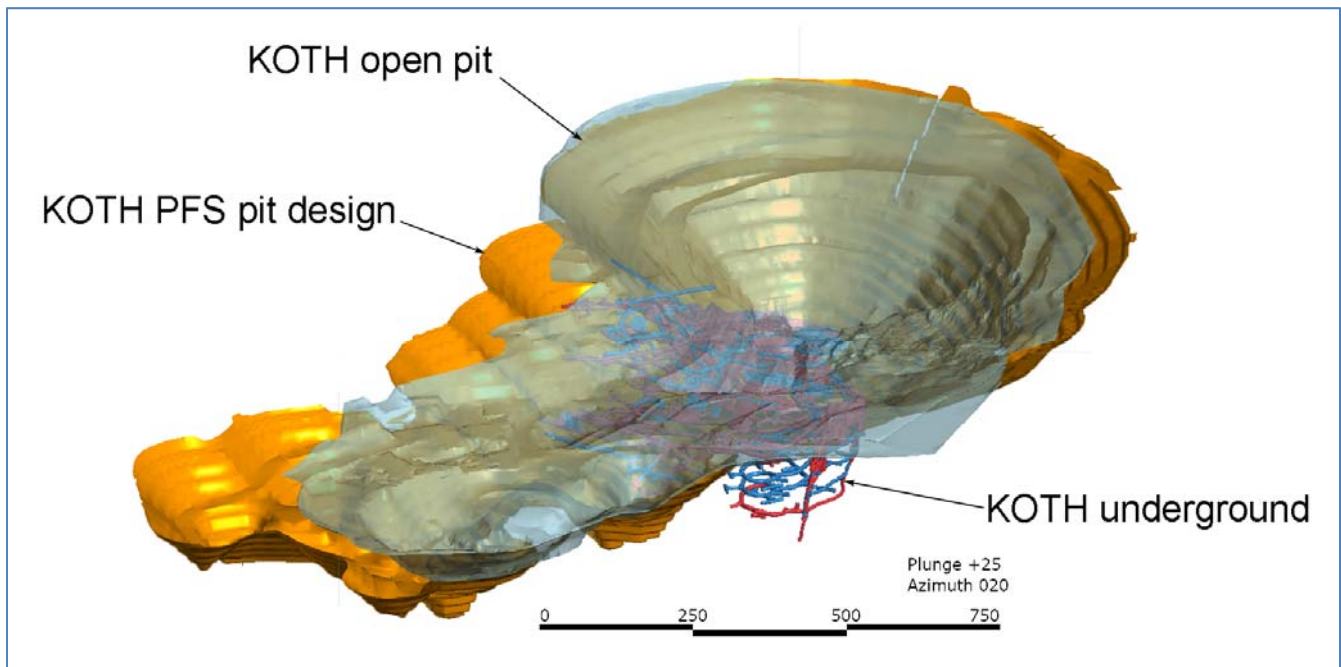 KOTH open pit
KOTH PFS pit design
KOTH underground
Plunge +25
Azimuth 020
0 250 500 750